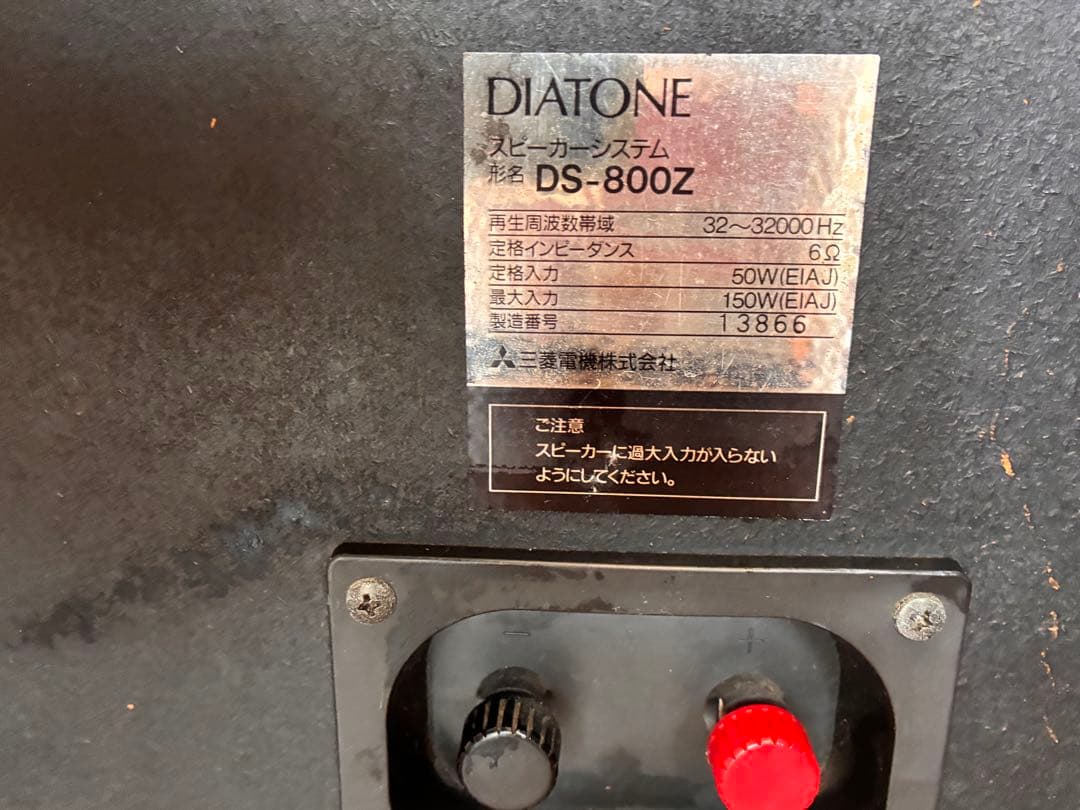 DIATONE
スピーカーシステム
形名 DS-800Z
再生周波数帯域 32～32000Hz
定格インピーダンス 6Ω
定格入力 50W(EIAJ)
最大入力 150W(EIAJ)
製造番号 13866
三菱電機株式会社
ご注意
スピーカーに過大入力が入らない
ようにしてください。
− +